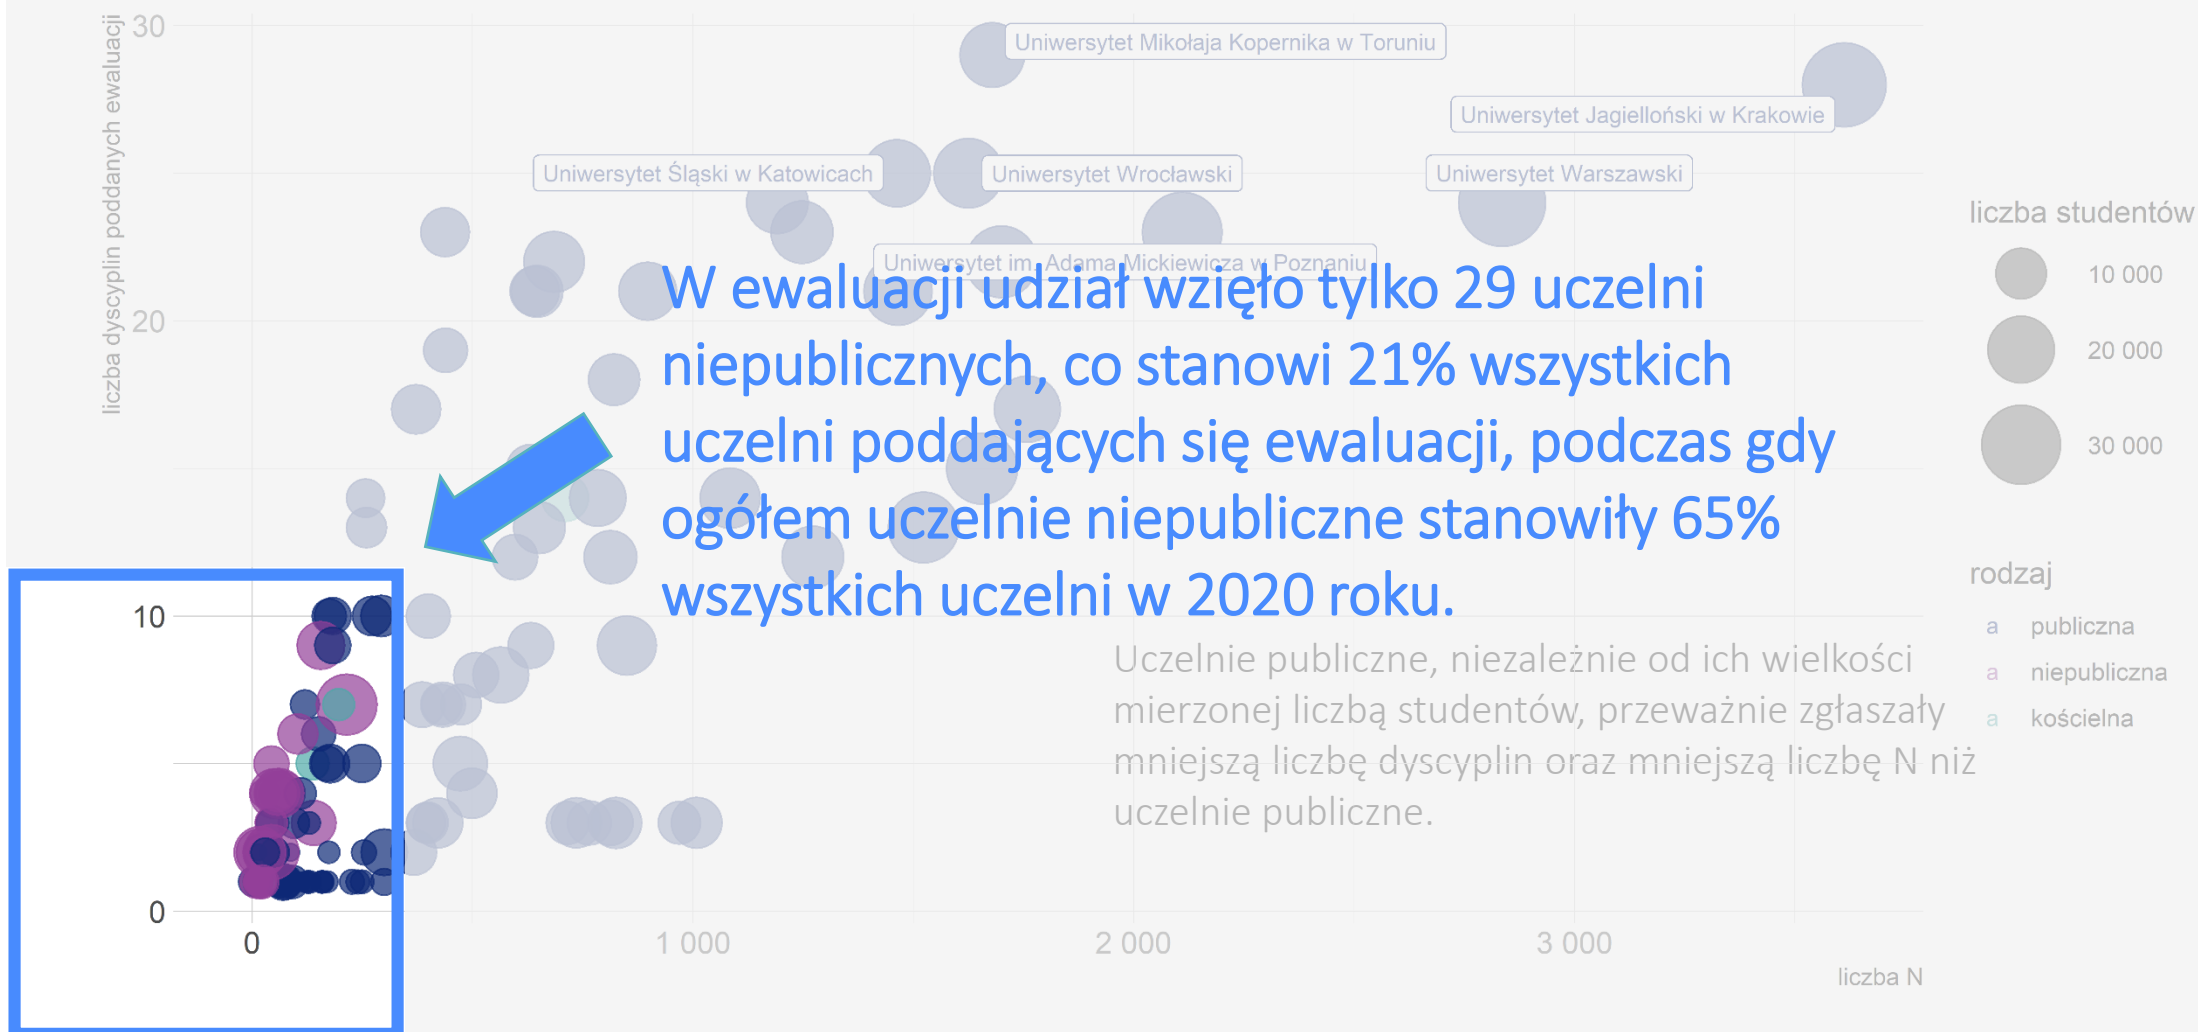 liczba dyscyplin poddanych ewaluacji
30
20
10
0
0
1 000
2 000
3 000
liczba N
Uniwersytet Mikołaja Kopernika w Toruniu
Uniwersytet Jagielloński w Krakowie
Uniwersytet Śląski w Katowicach
Uniwersytet Wrocławski
Uniwersytet Warszawski
Uniwersytet im. Adama Mickiewicza w Poznaniu
W ewaluacji udział wzięło tylko 29 uczelni
niepublicznych, co stanowi 21% wszystkich
uczelni poddających się ewaluacji, podczas gdy
ogółem uczelnie niepubliczne stanowiły 65%
wszystkich uczelni w 2020 roku.
Uczelnie publiczne, niezależnie od ich wielkości
mierzonej liczbą studentów, przeważnie zgłaszały
mniejszą liczbę dyscyplin oraz mniejszą liczbę N niż
uczelnie publiczne.
liczba studentów
10 000
20 000
30 000
rodzaj
a publiczna
a niepubliczna
a kościelna